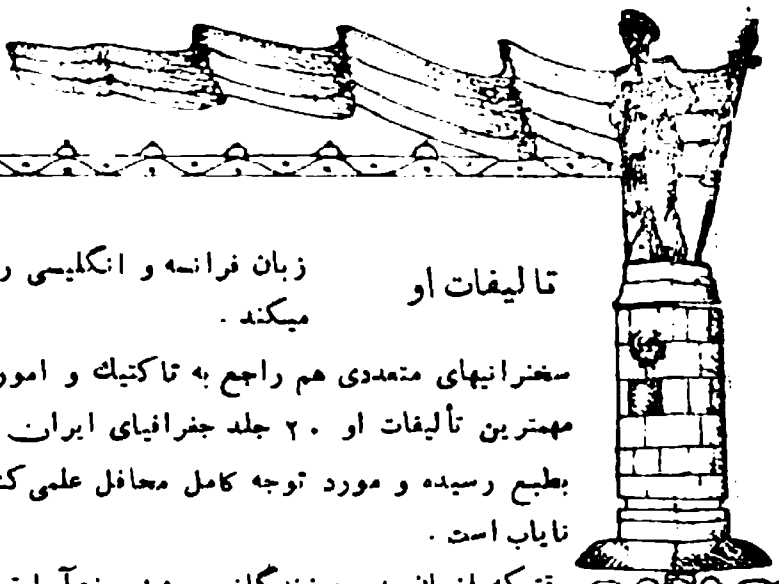 تالیفات او
زبان فرانسه و انگلیسی ر
میکند .
سخنرانیهای متعددی هم راجع به تاکتیك و امور
مهمترین تألیفات او ۲۰ جلد جغرافیای ایران
بطبع رسیده و مورد توجه کامل محافل علمی
نایاب است .